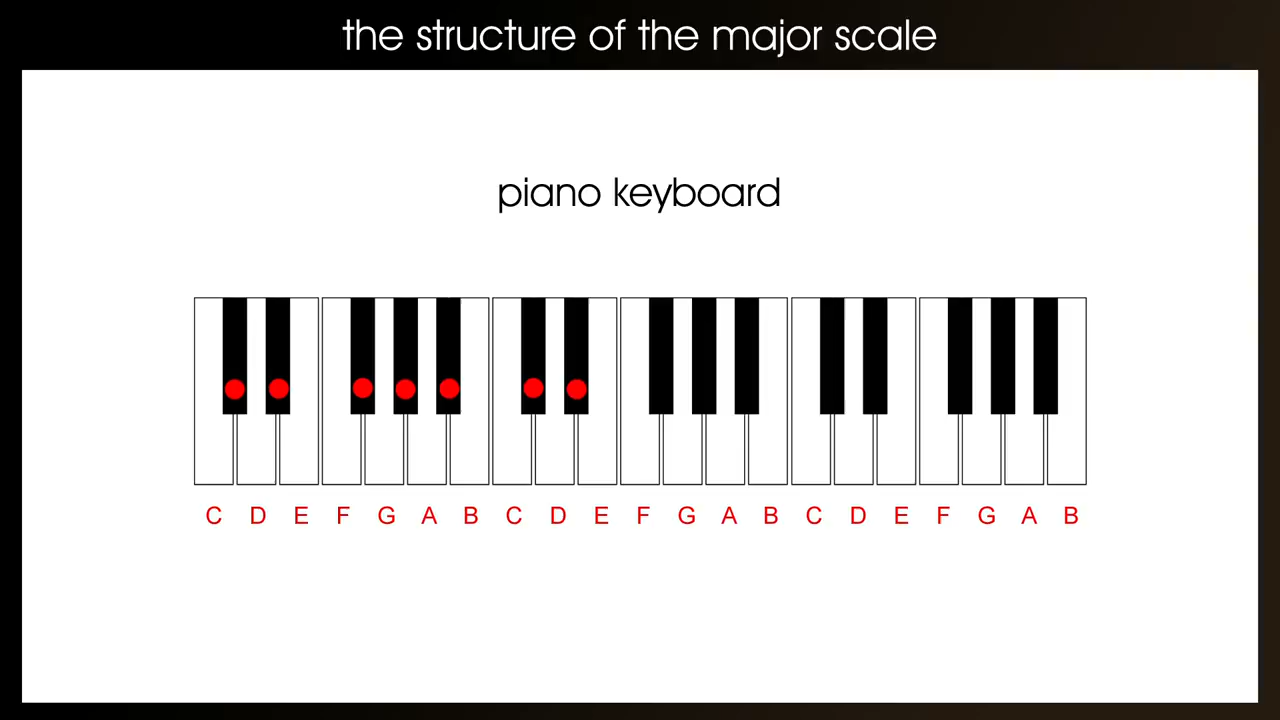 the structure of the major scale
piano keyboard
C D E F G A B C D E F G A B C D E F G A B